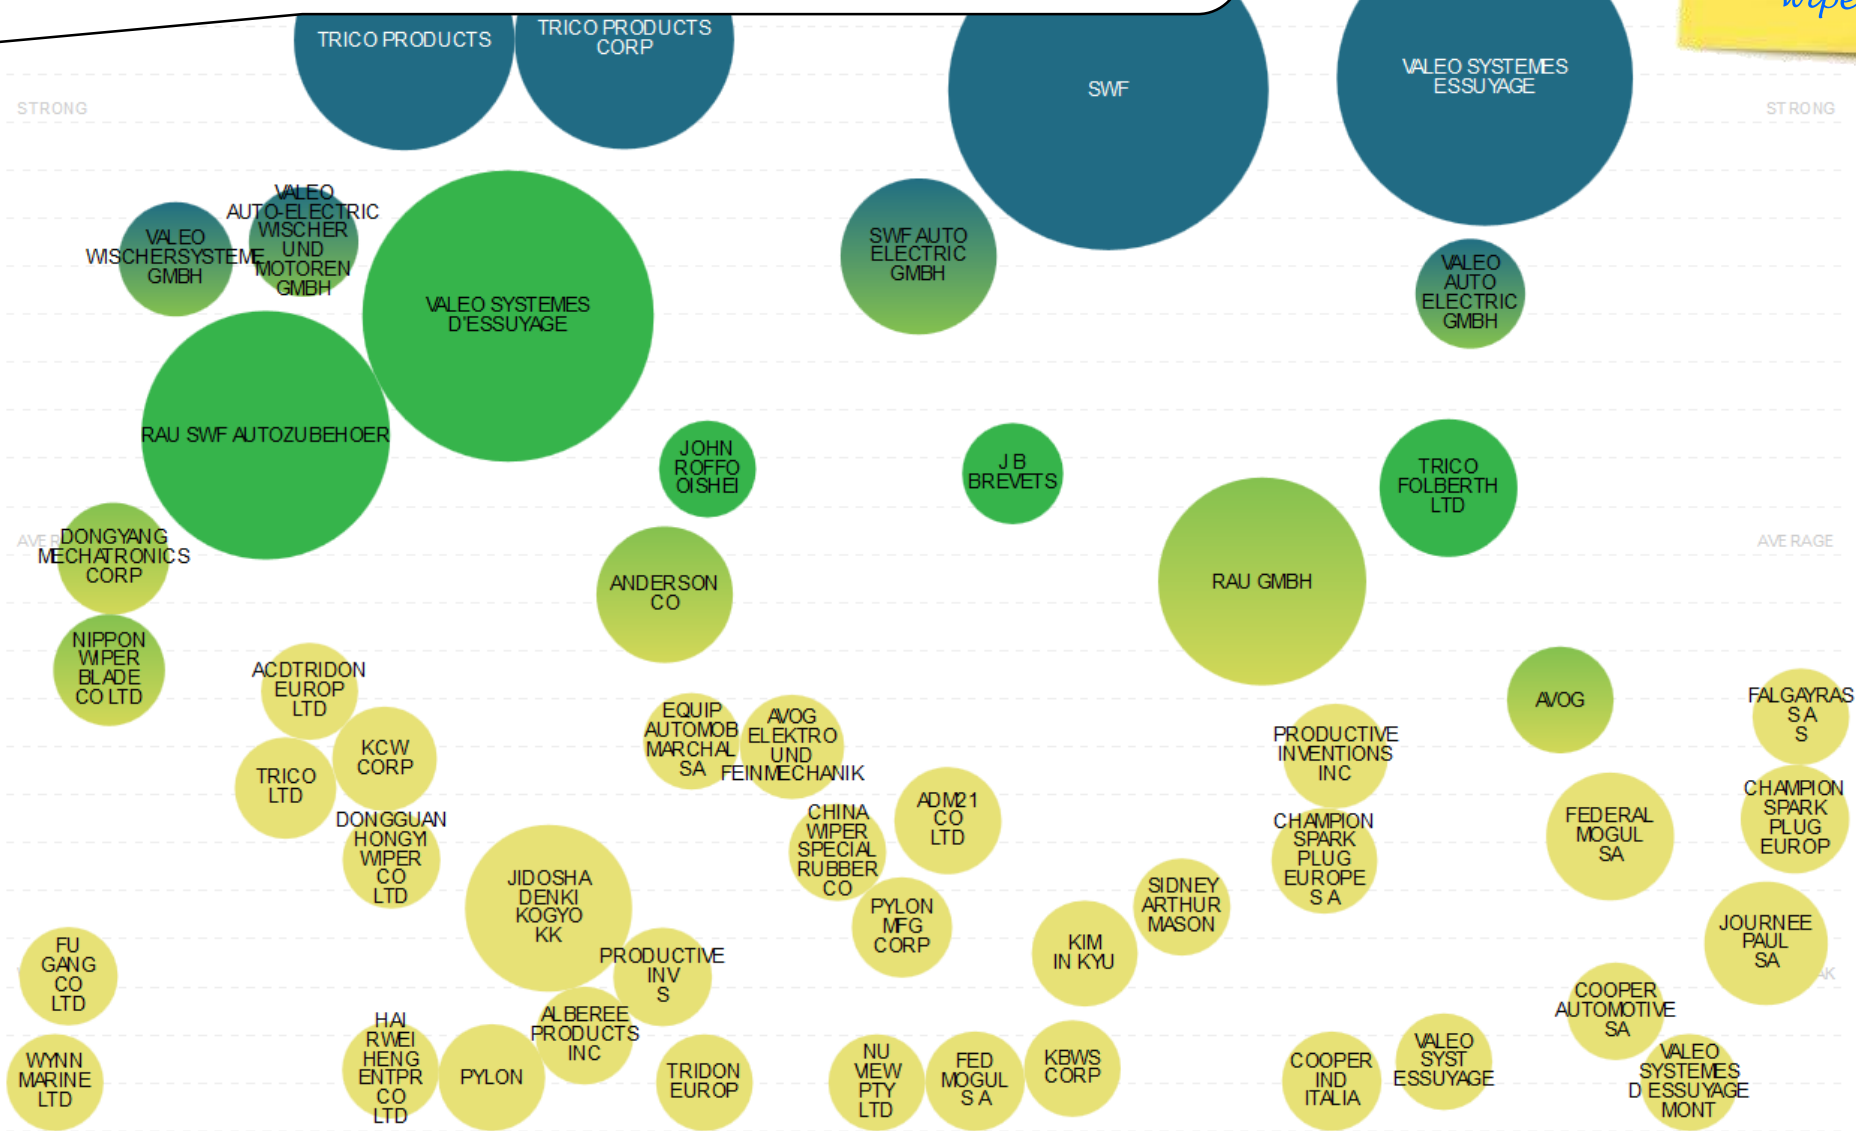 wipe
TRICO PRODUCTS
TRICO PRODUCTS
CORP
SWF
VALEO SYSTEMES
ESSUYAGE
STRONG
STRONG
VALEO
WISCHERSYSTEME
GMBH
VALEO
AUTO-ELECTRIC
WISCHER
UND
MOTOREN
GMBH
VALEO SYSTEMES
D'ESSUYAGE
SWF AUTO
ELECTRIC
GMBH
VALEO
AUTO
ELECTRIC
GMBH
RAU SWF AUTOZUBEHOER
JOHN
ROFFO
OISHEI
J B
BREVETS
TRICO
FOLBERTH
LTD
AVER
DONGYANG
MECHATRONICS
CORP
AVERAGE
ANDERSON
CO
RAU GMBH
NIPPON
WIPER
BLADE
CO LTD
ACDTRIDON
EUROP
LTD
AVOG
FALGAYRAS
S A
S
EQUIP
AUTOMOB
MARCHAL
SA
AVOG
ELEKTRO
UND
FEINMECHANIK
PRODUCTIVE
INVENTIONS
INC
KCW
CORP
TRICO
LTD
CHAMPION
SPARK
PLUG
EUROP
ADM21
CO
LTD
CHINA
WIPER
SPECIAL
RUBBER
CO
DONGGUAN
HONGYI
WIPER
CO
LTD
CHAMPION
SPARK
PLUG
EUROPE
S A
FEDERAL
MOGUL
SA
JIDOSHA
DENKI
KOGYO
KK
SIDNEY
ARTHUR
MASON
PYLON
MFG
CORP
JOURNEE
PAUL
SA
AK
KIM
IN KYU
FU
GANG
CO
LTD
PRODUCTIVE
INV
S
COOPER
AUTOMOTIVE
SA
ALBEREE
PRODUCTS
INC
HAI
RWEI
HENG
ENTPR
CO
LTD
WYNN
MARINE
LTD
PYLON
TRIDON
EUROP
NU
VIEW
PTY
LTD
FED
MOGUL
S A
KBWS
CORP
COOPER
IND
ITALIA
VALEO
SYST
ESSUYAGE
VALEO
SYSTEMES
D ESSUYAGE
MONT